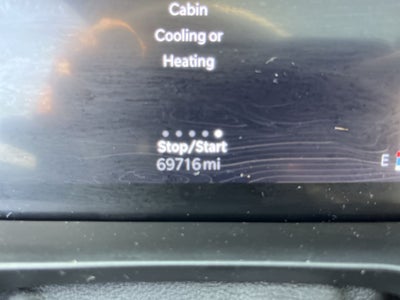 Cabin
Cooling or
Heating
Stop/Start
69716 mi
E